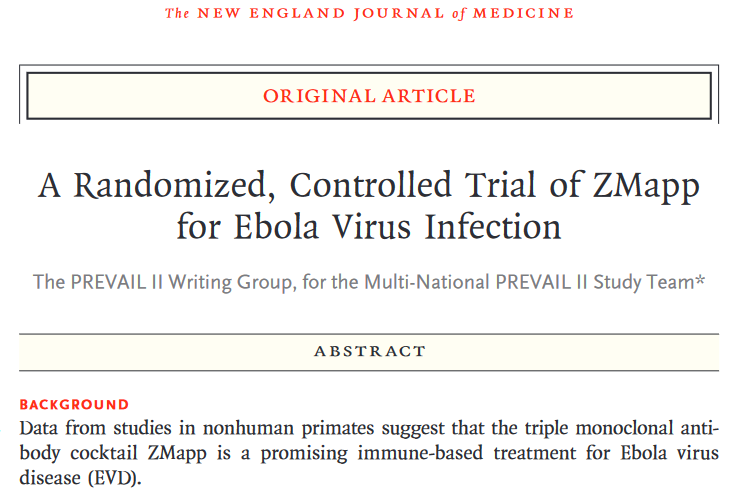 The NEW ENGLAND JOURNAL of MEDICINE
ORIGINAL ARTICLE
A Randomized, Controlled Trial of ZMapp
for Ebola Virus Infection
The PREVAIL II Writing Group, for the Multi-National PREVAIL II Study Team*
ABSTRACT
BACKGROUND
Data from studies in nonhuman primates suggest that the triple monoclonal anti-
body cocktail ZMapp is a promising immune-based treatment for Ebola virus
disease (EVD).